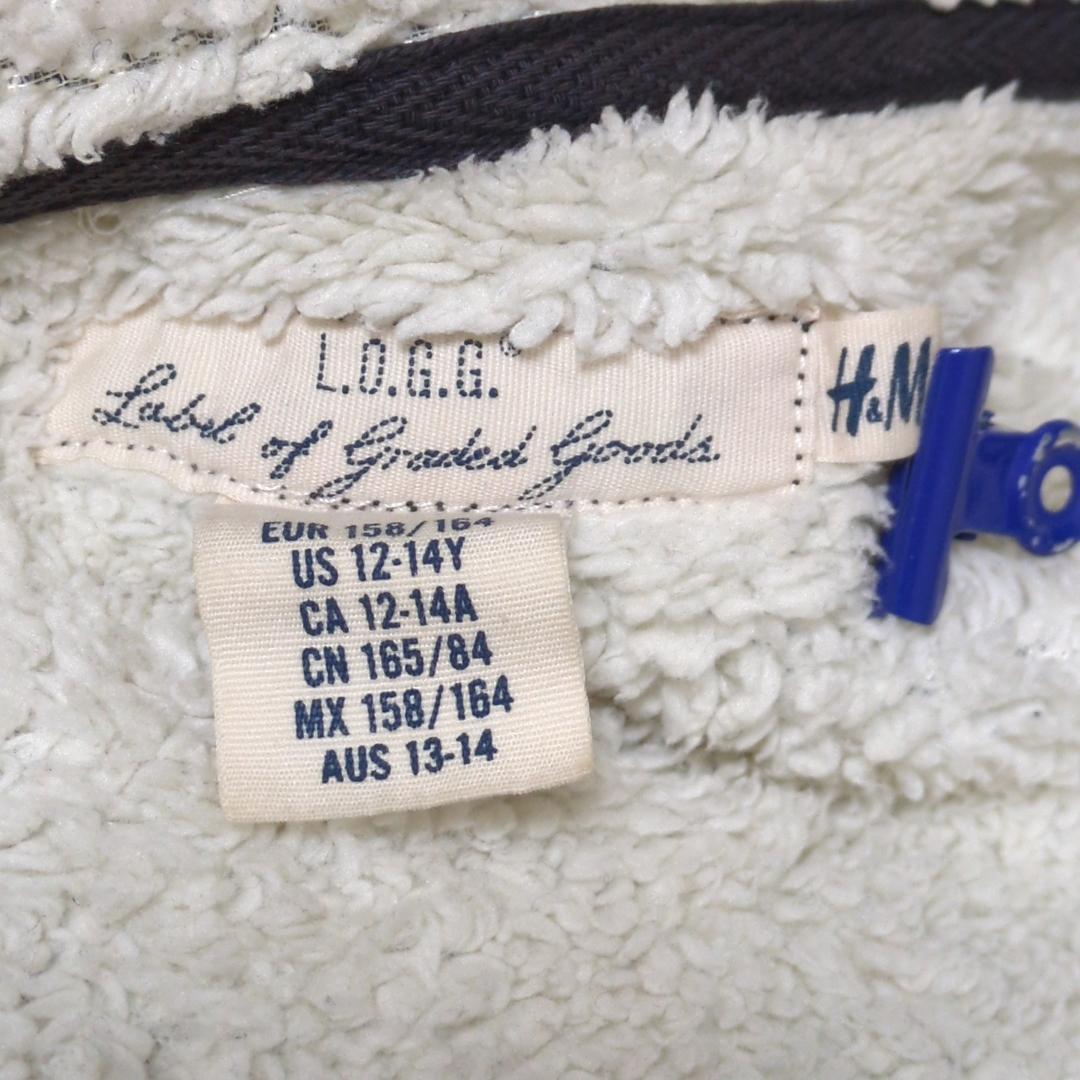 L.O.G.G.®
Label of Graded Goods
H&M
EUR 158/164
US 12-14Y
CA 12-14A
CN 165/84
MX 158/164
AUS 13-14